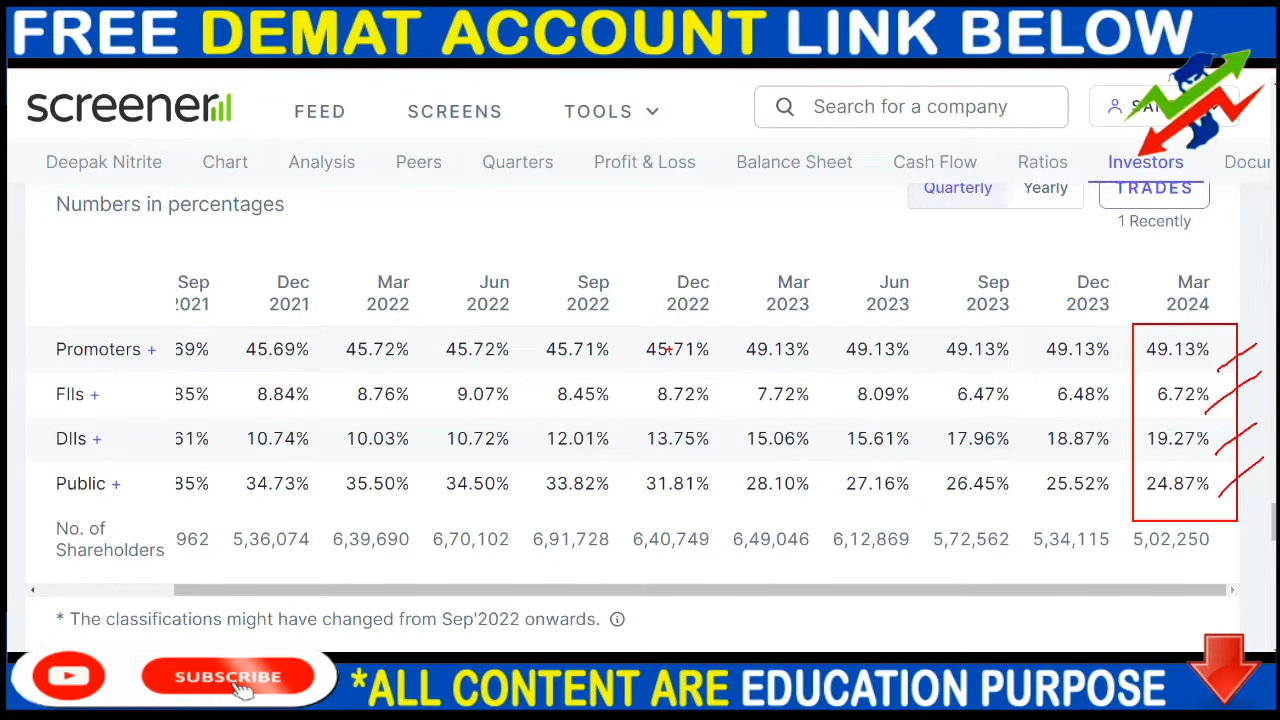 FREE DEMAT ACCOUNT LINK BELOW
screener FEED SCREENS TOOLS Search for a company
Deepak Nitrite Chart Analysis Peers Quarters Profit & Loss Balance Sheet Cash Flow Ratios Investors Docu
Numbers in percentages Quarterly Yearly TRADES
1 Recently
Sep Dec Mar Jun Sep Dec Mar Jun Sep Dec Mar
2021 2021 2022 2022 2022 2022 2023 2023 2023 2023 2024
Promoters + 69% 45.69% 45.72% 45.72% 45.71% 45.71% 49.13% 49.13% 49.13% 49.13% 49.13%
FIIs + 85% 8.84% 8.76% 9.07% 8.45% 8.72% 7.72% 8.09% 6.47% 6.48% 6.72%
DIIs + 61% 10.74% 10.03% 10.72% 12.01% 13.75% 15.06% 15.61% 17.96% 18.87% 19.27%
Public + 85% 34.73% 35.50% 34.50% 33.82% 31.81% 28.10% 27.16% 26.45% 25.52% 24.87%
No. of
Shareholders 962 5,36,074 6,39,690 6,70,102 6,91,728 6,40,749 6,49,046 6,12,869 5,72,562 5,34,115 5,02,250
* The classifications might have changed from Sep'2022 onwards.
SUBSCRIBE *ALL CONTENT ARE EDUCATION PURPOSE